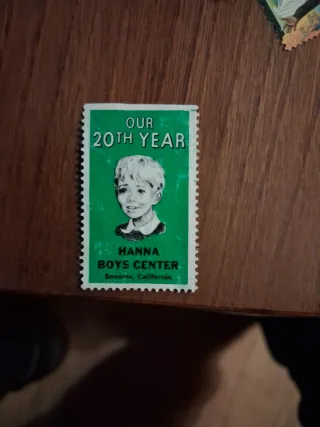 OUR
20TH YEAR
HANNA
BOYS CENTER
Sonoma, California